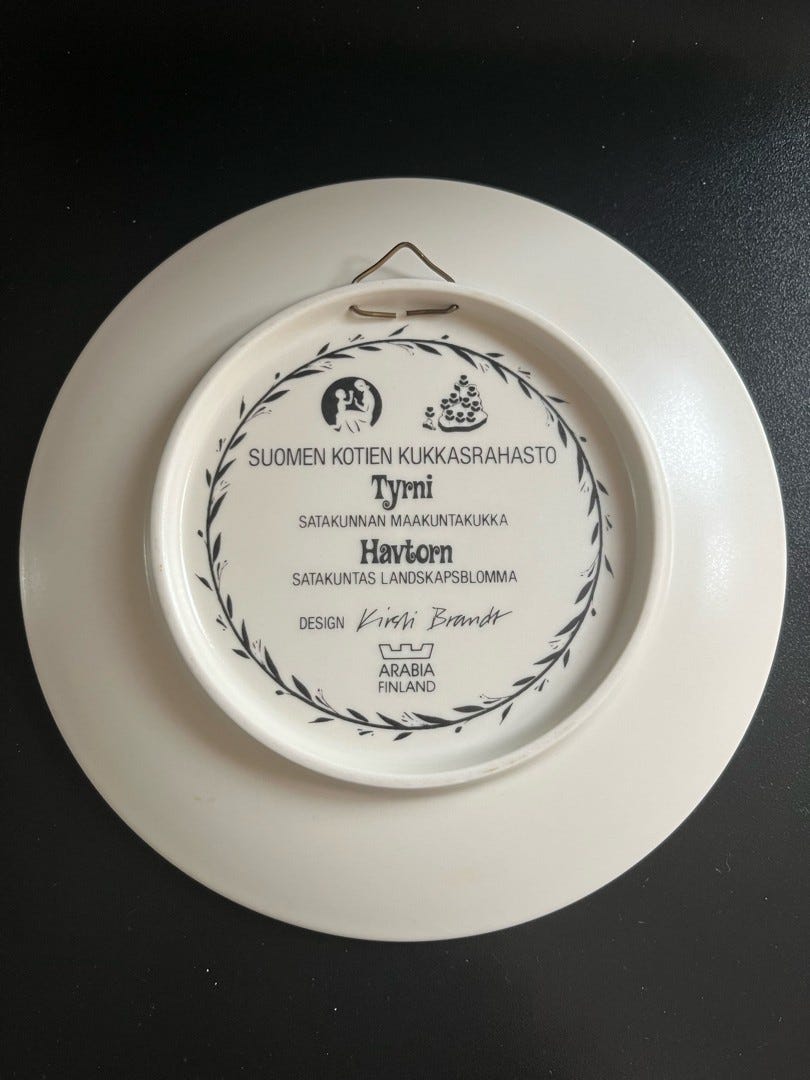 SUOMEN KOTIEN KUKKASRAHASTO
Tyrni
SATAKUNNAN MAAKUNTAKUKKA
Havtorn
SATAKUNTAS LANDSKAPSBLOMMA
DESIGN Kirsti Brandt
ARABIA
FINLAND